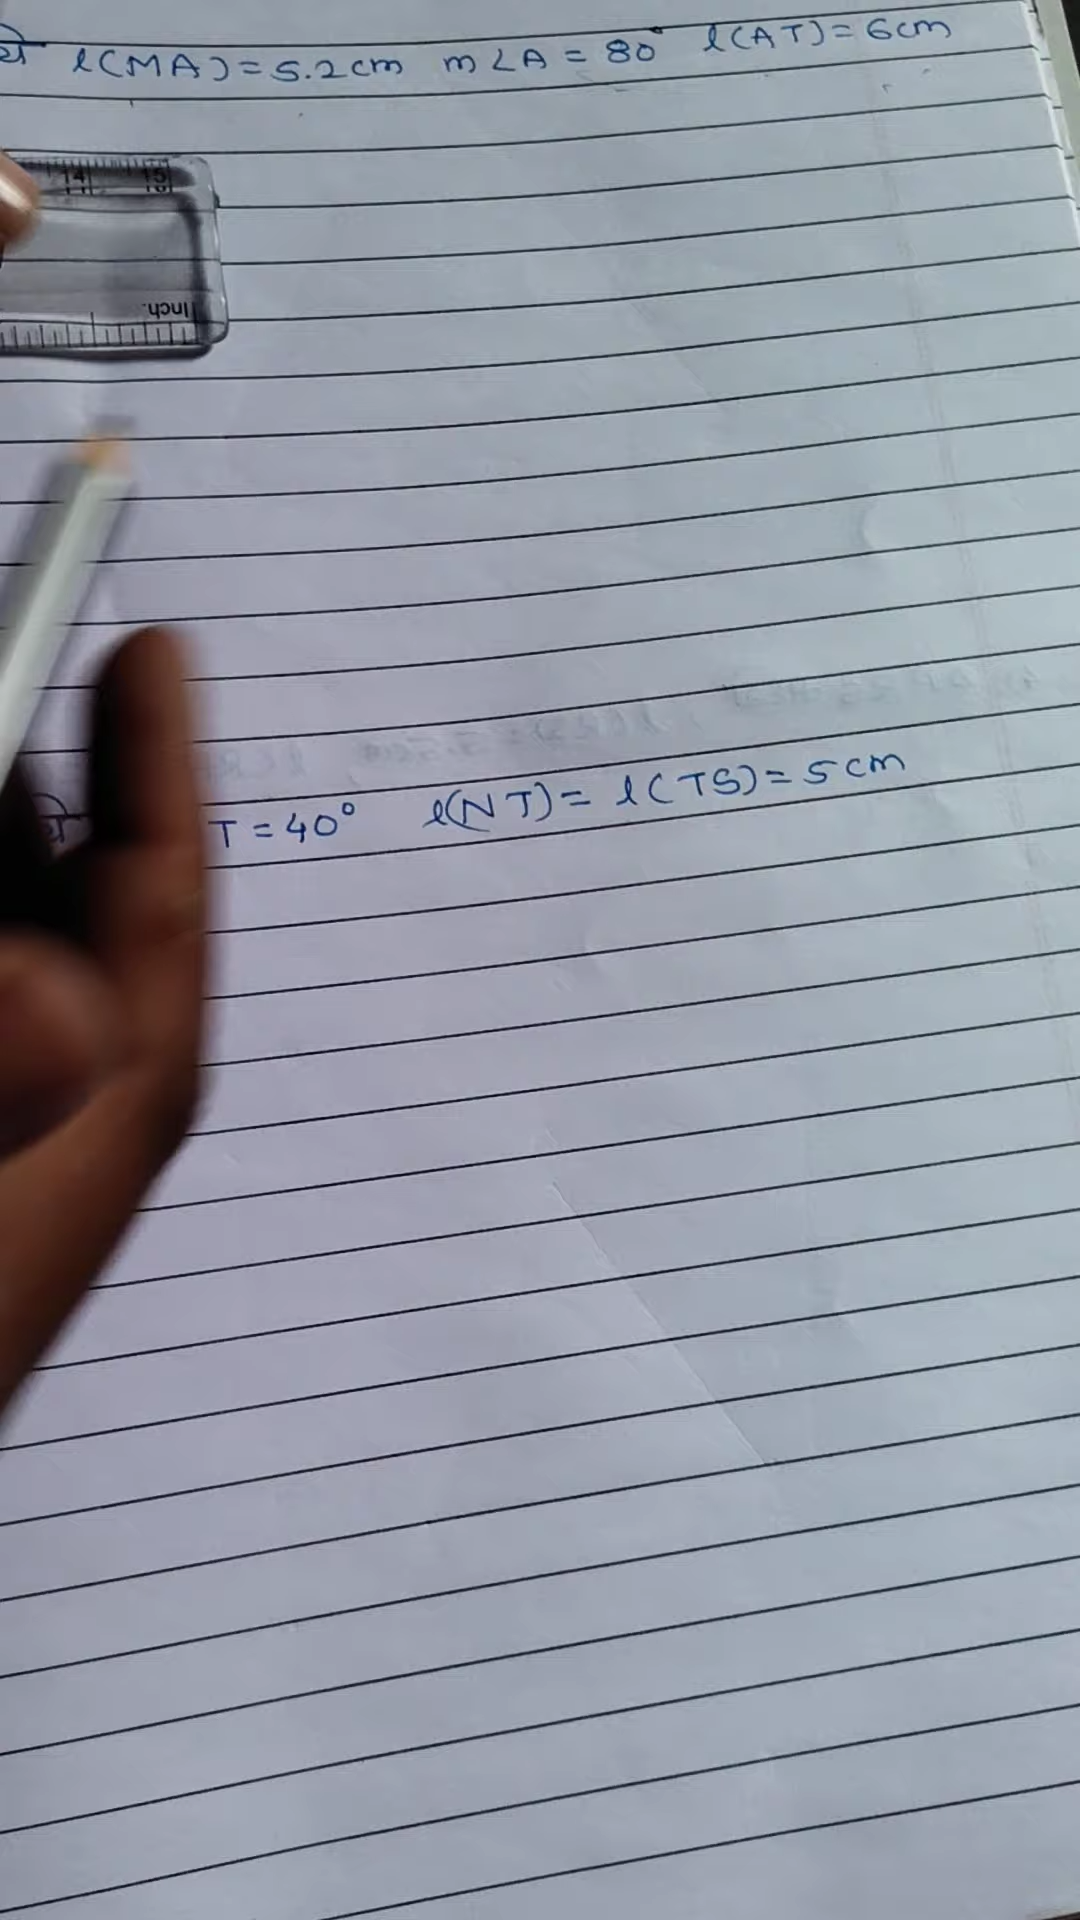 ये l(MA)=5.2cm m∠A = 80° l(AT)=6cm
14 15
Inch.
T = 40° l(NT)= l(TS)=5cm